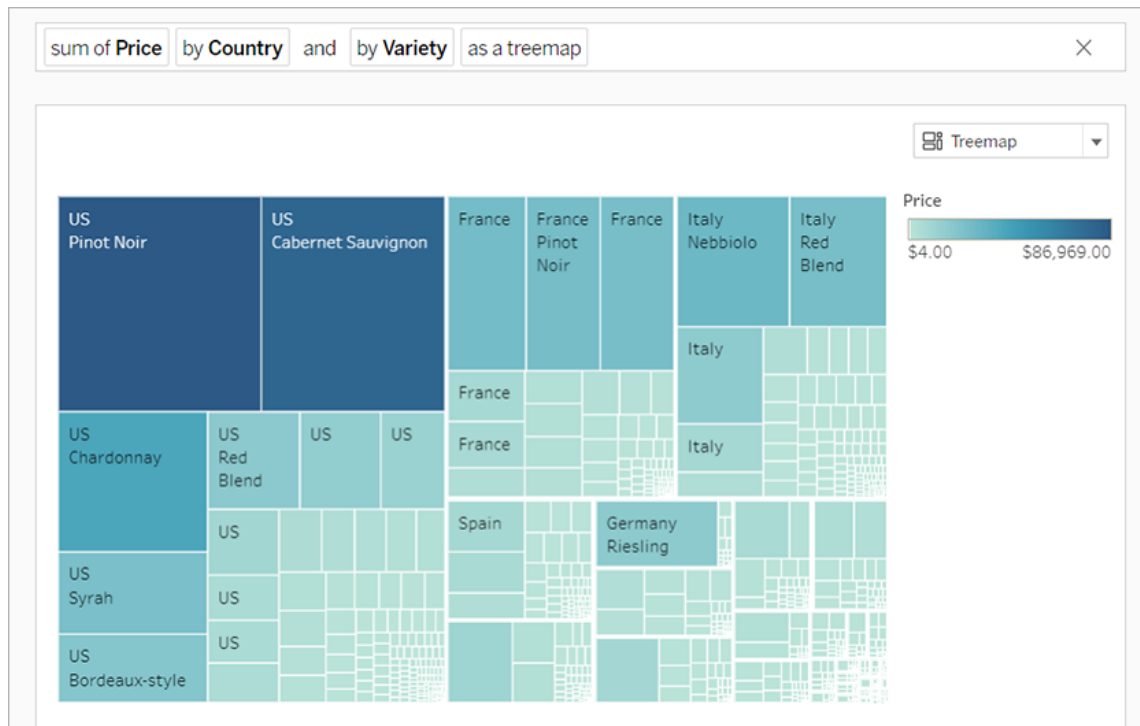 sum of Price by Country and by Variety as a treemap
Treemap
Price
$4.00 $86,969.00
US
Pinot Noir
US
Cabernet Sauvignon
France
France
Pinot
Noir
France
Italy
Nebbiolo
Italy
Red
Blend
France
France
Italy
Italy
US
Chardonnay
US
Red
Blend
US
US
US
Syrah
US
US
US
US
Bordeaux-style
Spain
Germany
Riesling